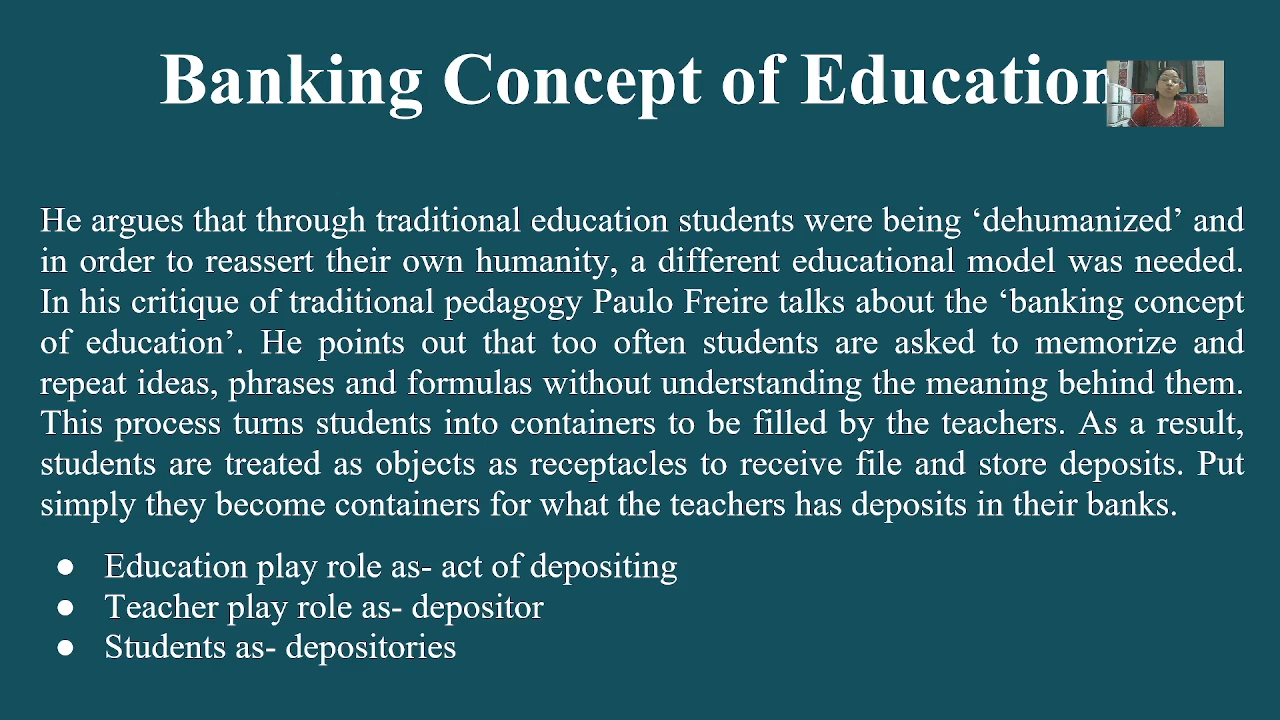 Banking Concept of Education
He argues that through traditional education students were being ‘dehumanized’ and
in order to reassert their own humanity, a different educational model was needed.
In his critique of traditional pedagogy Paulo Freire talks about the ‘banking concept
of education’. He points out that too often students are asked to memorize and
repeat ideas, phrases and formulas without understanding the meaning behind them.
This process turns students into containers to be filled by the teachers. As a result,
students are treated as objects as receptacles to receive file and store deposits. Put
simply they become containers for what the teachers has deposits in their banks.
● Education play role as- act of depositing
● Teacher play role as- depositor
● Students as- depositories